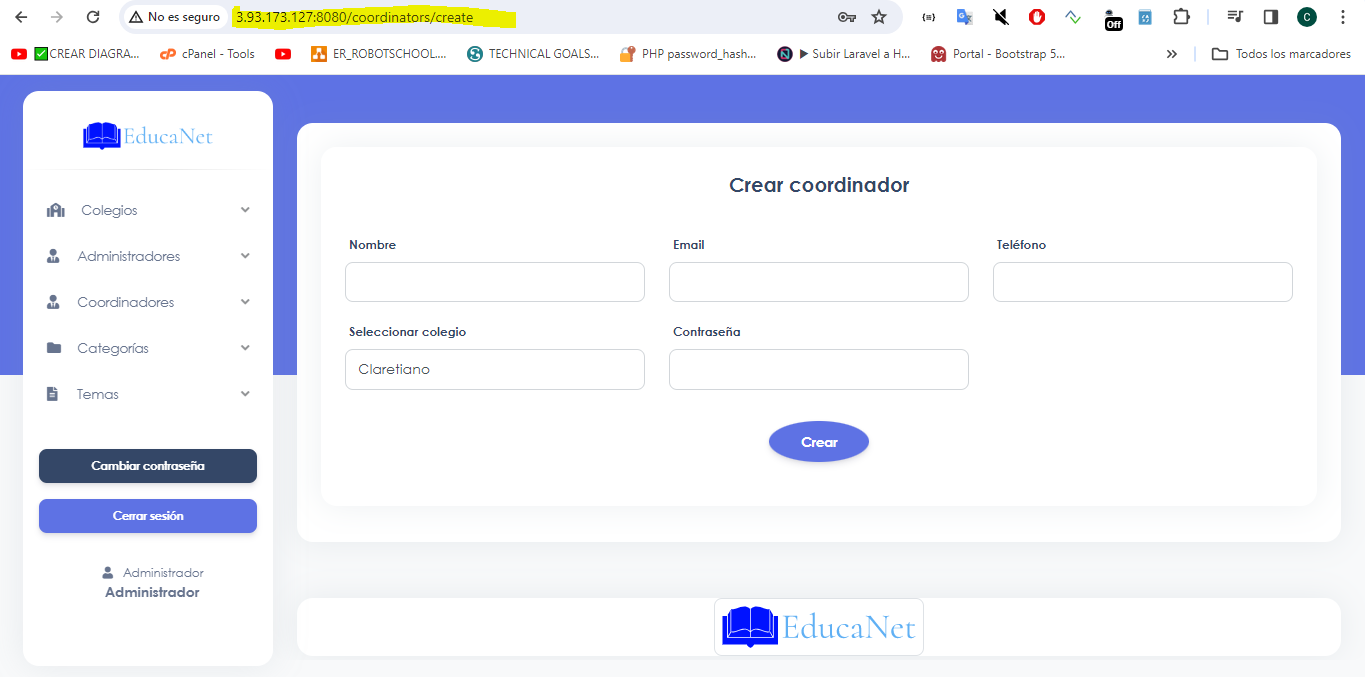 No es seguro 3.93.173.127:8080/coordinators/create
Off
C
CREAR DIAGRA... cPanel - Tools ER_ROBOTSCHOOL.... TECHNICAL GOALS... PHP password_hash... Subir Laravel a H... Portal - Bootstrap 5... » Todos los marcadores
EducaNet
Colegios
Administradores
Coordinadores
Categorías
Temas
Cambiar contraseña
Cerrar sesión
Administrador
Administrador
Crear coordinador
Nombre Email Teléfono
Seleccionar colegio Contraseña
Claretiano
Crear
EducaNet